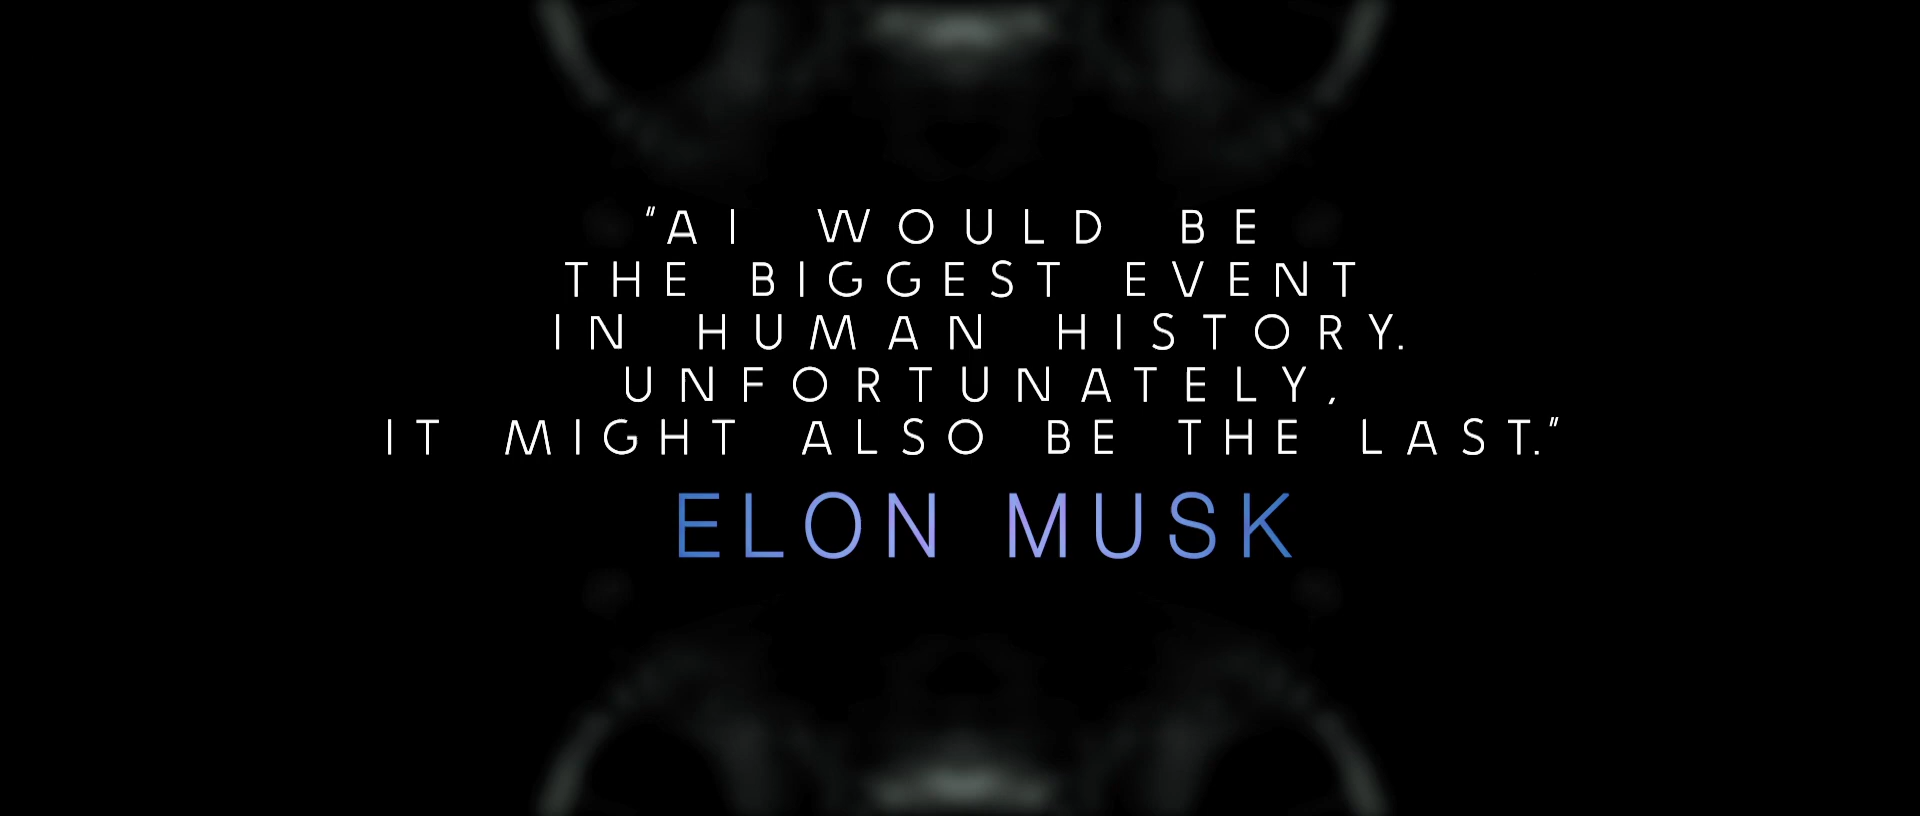 "AI WOULD BE
THE BIGGEST EVENT
IN HUMAN HISTORY.
UNFORTUNATELY,
IT MIGHT ALSO BE THE LAST."
ELON MUSK